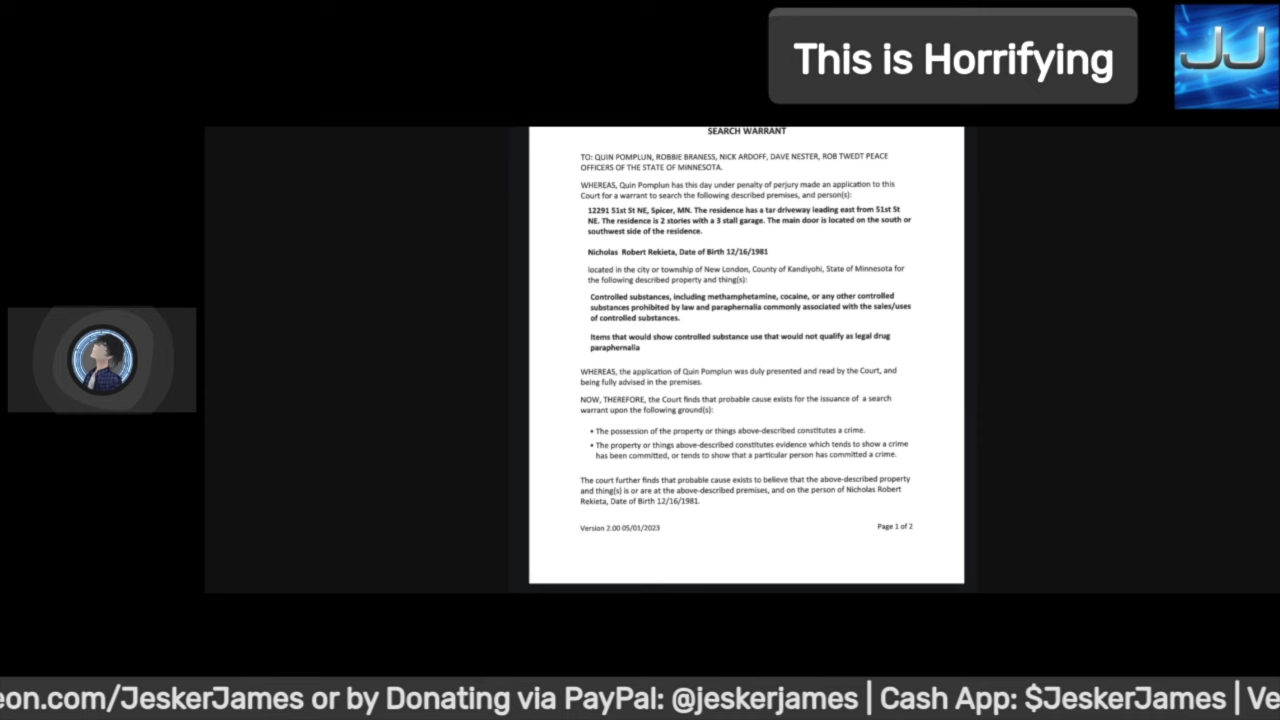 This is Horrifying
JJ
SEARCH WARRANT
TO: QUIN POMPLUN, ROBBIE BRANESS, NICK ARDOFF, DAVE NESTER, ROB TWEDT PEACE
OFFICERS OF THE STATE OF MINNESOTA.
WHEREAS, Quin Pomplun has this day under penalty of perjury made an application to this
Court for a warrant to search the following described premises, and person(s):
12291 51st St NE, Spicer, MN. The residence has a tar driveway leading east from 51st St
NE. The residence is 2 stories with a 3 stall garage. The main door is located on the south or
southwest side of the residence.
Nicholas Robert Rekieta, Date of Birth 12/16/1981
located in the city or township of New London, County of Kandiyohi, State of Minnesota for
the following described property and thing(s):
Controlled substances, including methamphetamine, cocaine, or any other controlled
substances prohibited by law and paraphernalia commonly associated with the sales/uses
of controlled substances.
Items that would show controlled substance use that would not qualify as legal drug
paraphernalia
WHEREAS, the application of Quin Pomplun was duly presented and read by the Court, and
being fully advised in the premises.
NOW, THEREFORE, the Court finds that probable cause exists for the issuance of a search
warrant upon the following ground(s):
• The possession of the property or things above-described constitutes a crime.
• The property or things above-described constitutes evidence which tends to show a crime
has been committed, or tends to show that a particular person has committed a crime.
The court further finds that probable cause exists to believe that the above-described property
and thing(s) is or are at the above-described premises, and on the person of Nicholas Robert
Rekieta, Date of Birth 12/16/1981.
Version 2.00 05/01/2023
Page 1 of 2
eon.com/JeskerJames or by Donating via PayPal: @jeskerjames | Cash App: $JeskerJames | Ve